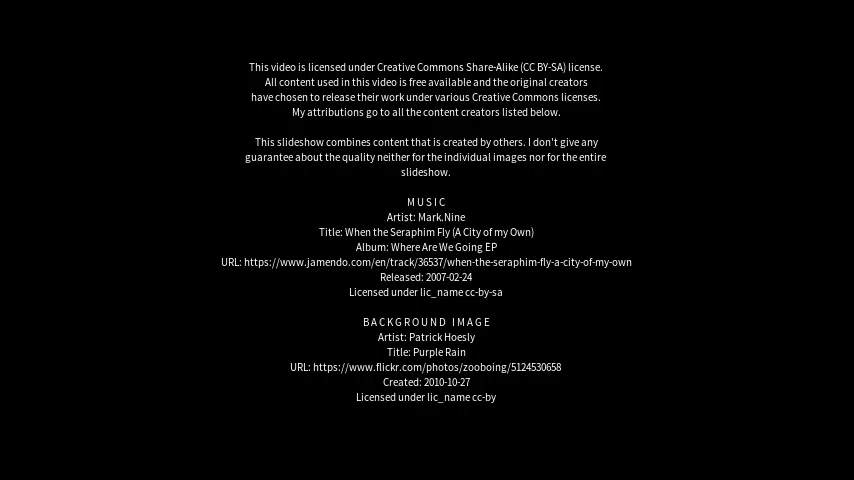 This video is licensed under Creative Commons Share-Alike (CC BY-SA) license.
All content used in this video is free available and the original creators
have chosen to release their work under various Creative Commons licenses.
My attributions go to all the content creators listed below.
This slideshow combines content that is created by others. I don't give any
guarantee about the quality neither for the individual images nor for the entire
slideshow.
MUSIC
Artist: Mark.Nine
Title: When the Seraphim Fly (A City of my Own)
Album: Where Are We Going EP
URL: https://www.jamendo.com/en/track/36537/when-the-seraphim-fly-a-city-of-my-own
Released: 2007-02-24
Licensed under lic_name cc-by-sa
BACKGROUND IMAGE
Artist: Patrick Hoesly
Title: Purple Rain
URL: https://www.flickr.com/photos/zooboing/5124530658
Created: 2010-10-27
Licensed under lic_name cc-by